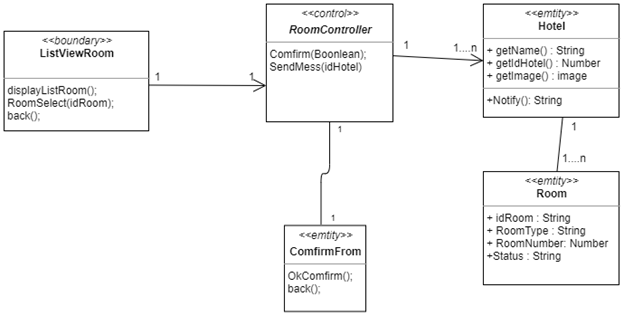 <<boundary>>
ListViewRoom
displayListRoom();
RoomSelect(idRoom);
back();
1
1
<<control>>
RoomController
Comfirm(Boonlean);
SendMess(idHotel)
1
1....n
<<emtity>>
Hotel
+ getName() : String
+ getIdHotel() : Number
+ getImage() : image
+Notify(): String
1
1....n
<<emtity>>
Room
+ idRoom : String
+ RoomType : String
+ RoomNumber: Number
+Status : String
1
1
<<emtity>>
ComfirmFrom
OkComfirm();
back();